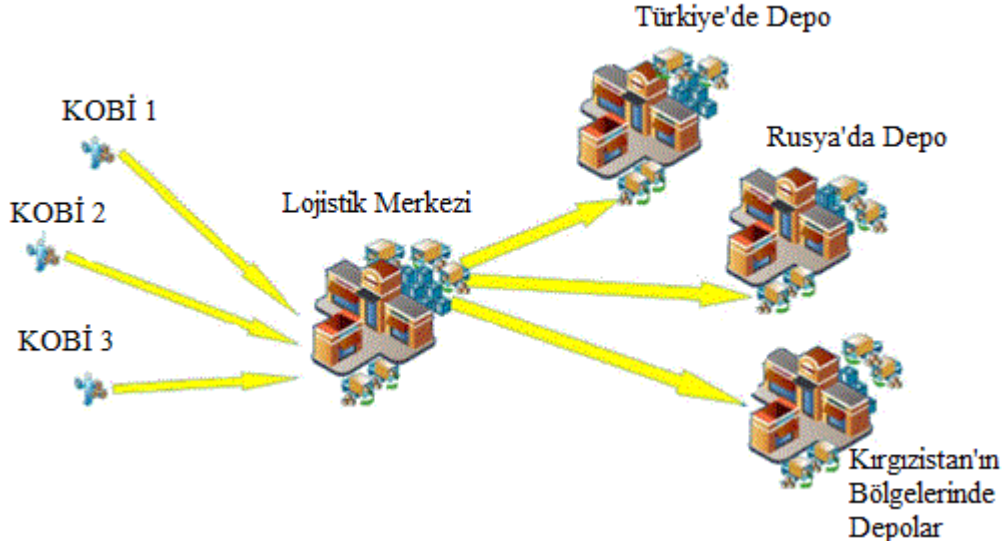 Türkiye'de Depo
KOBİ 1
Rusya'da Depo
KOBİ 2
Lojistik Merkezi
KOBİ 3
Kırgızistan'ın
Bölgelerinde
Depolar